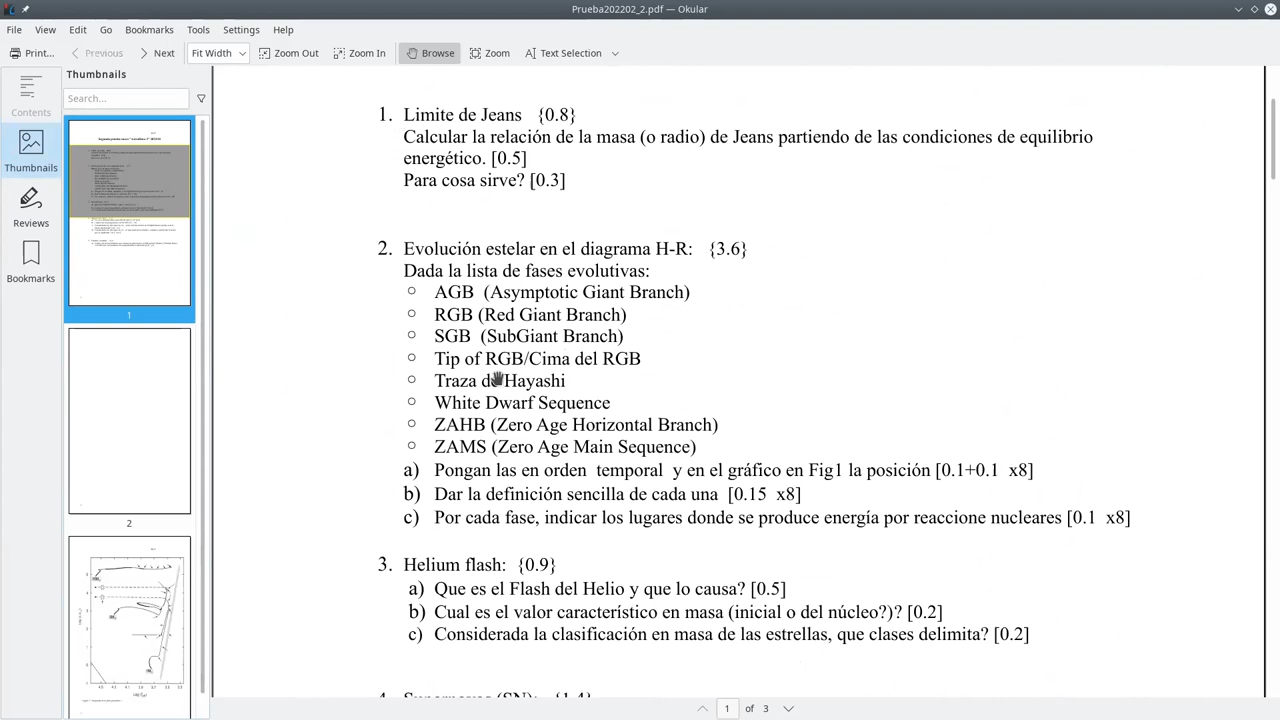 Prueba202202_2.pdf — Okular
File View Edit Bookmarks Tools Settings Help
Print... Previous Next Fit Width Zoom Out Zoom In Browse Zoom Text Selection
Contents
Thumbnails
Reviews
Bookmarks
Thumbnails
Search...
1
2
1. Limite de Jeans {0.8}
Calcular la relacion de la masa (o radio) de Jeans partiendo de las condiciones de equilibrio
energético. [0.5]
Para cosa sirve? [0.3]
2. Evolución estelar en el diagrama H-R: {3.6}
Dada la lista de fases evolutivas:
○ AGB (Asymptotic Giant Branch)
○ RGB (Red Giant Branch)
○ SGB (SubGiant Branch)
○ Tip of RGB/Cima del RGB
○ Traza d Hayashi
○ White Dwarf Sequence
○ ZAHB (Zero Age Horizontal Branch)
○ ZAMS (Zero Age Main Sequence)
a) Pongan las en orden temporal y en el gráfico en Fig1 la posición [0.1+0.1 x8]
b) Dar la definición sencilla de cada una [0.15 x8]
c) Por cada fase, indicar los lugares donde se produce energía por reaccione nucleares [0.1 x8]
3. Helium flash: {0.9}
a) Que es el Flash del Helio y que lo causa? [0.5]
b) Cual es el valor característico en masa (inicial o del núcleo?)? [0.2]
c) Considerada la clasificación en masa de las estrellas, que clases delimita? [0.2]
4. Supernovas (SN): {1.4}
1 of 3